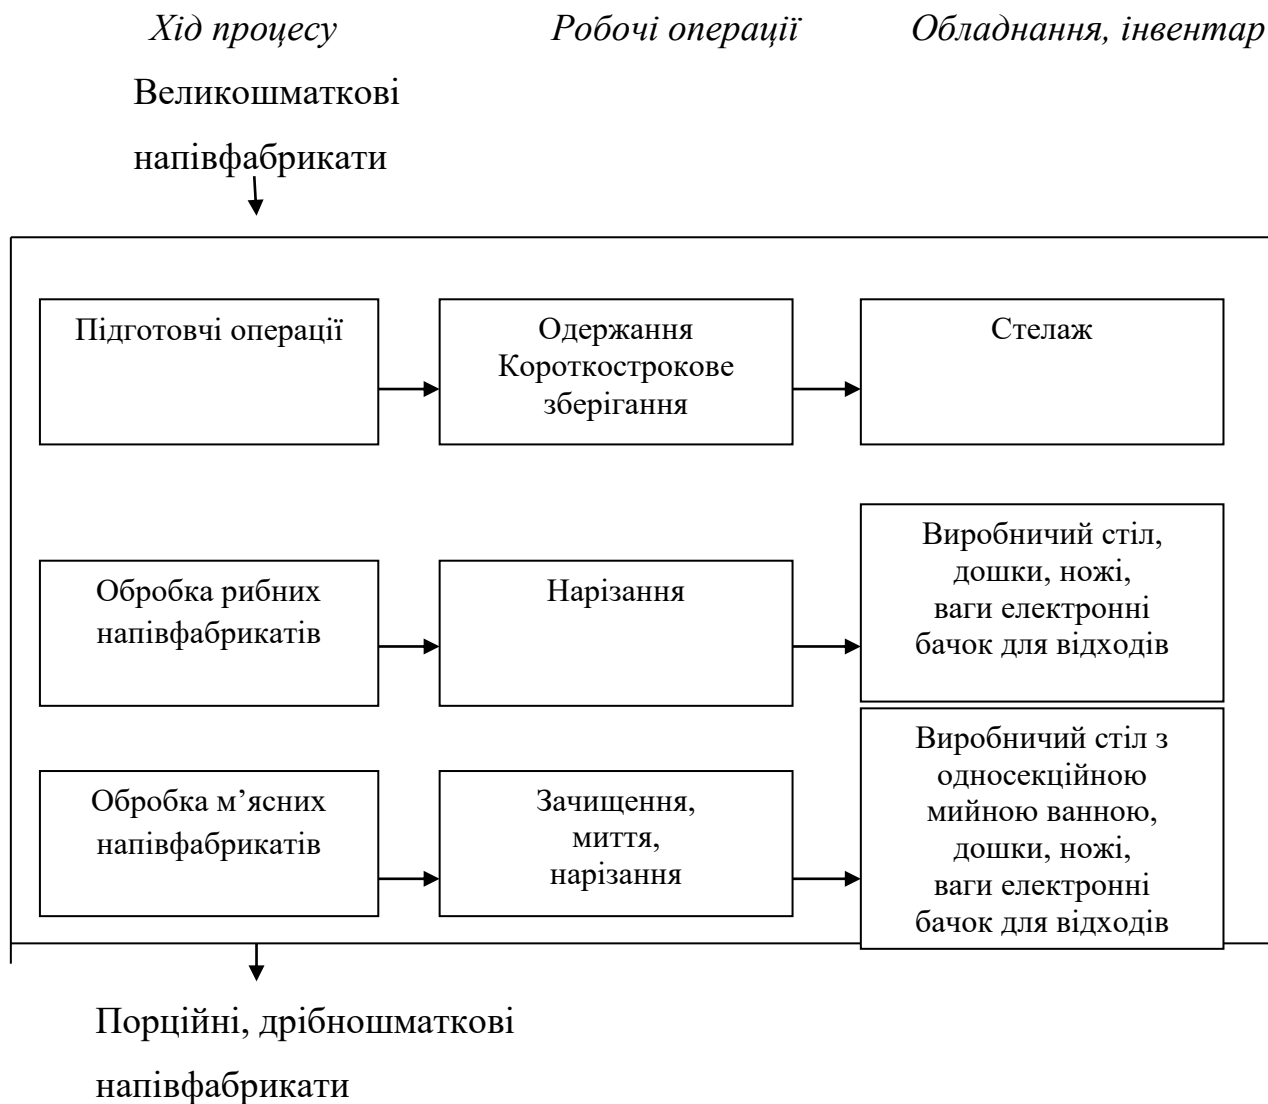 Хід процесу
Робочі операції
Обладнання, інвентар
Великошматкові
напівфабрикати
Підготовчі операції
Одержання
Короткострокове
зберігання
Стелаж
Обробка рибних
напівфабрикатів
Нарізання
Виробничий стіл,
дошки, ножі,
ваги електронні
бачок для відходів
Обробка м’ясних
напівфабрикатів
Зачищення,
миття,
нарізання
Виробничий стіл з
односекційною
мийною ванною,
дошки, ножі,
ваги електронні
бачок для відходів
Порційні, дрібношматкові
напівфабрикати